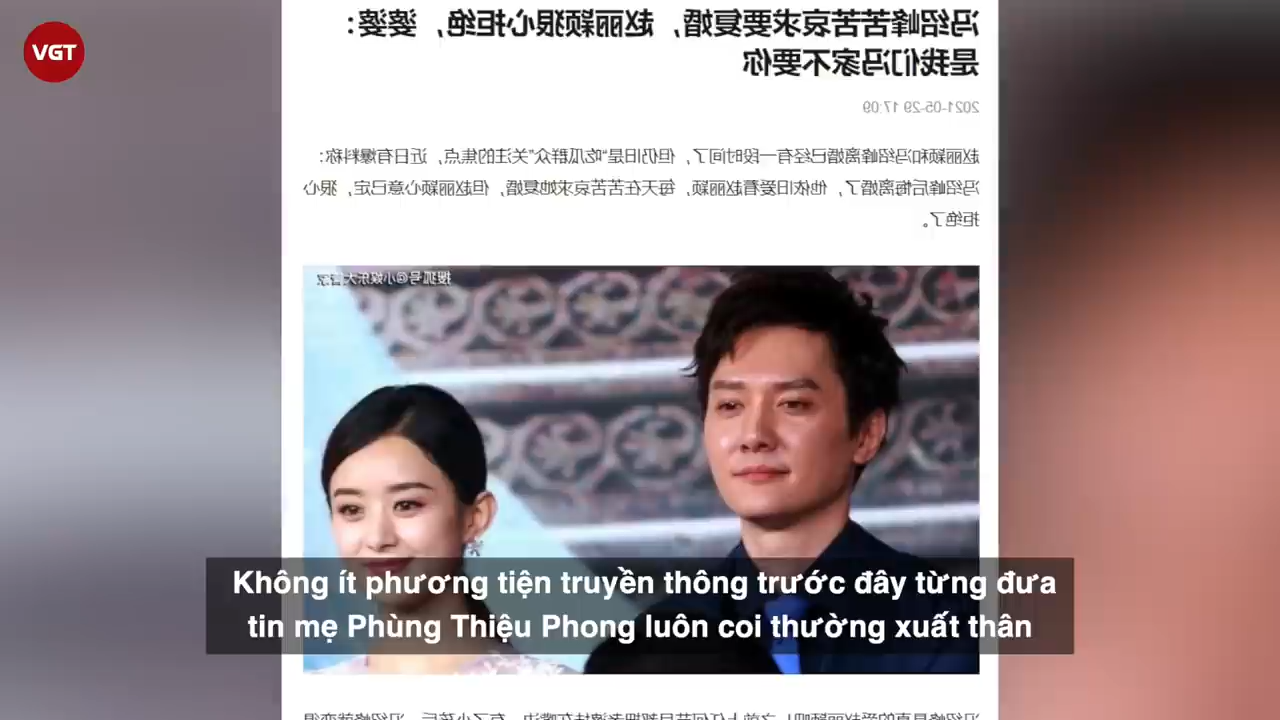 VGT
冯绍峰苦苦哀求要复婚，赵丽颖狠心拒绝，婆婆：
是我们冯家不要你
2021-05-29 17:09
赵丽颖和冯绍峰离婚已经有一段时间了，但仍旧是“吃瓜群众”关注的焦点，近日有爆料称：
冯绍峰后悔离婚了，他依旧爱着赵丽颖，每天在苦苦哀求她复婚，但赵丽颖心意已定，狠心
拒绝了。
搜狐号@小娱乐大管家
Không ít phương tiện truyền thông trước đây từng đưa
tin mẹ Phùng Thiệu Phong luôn coi thường xuất thân